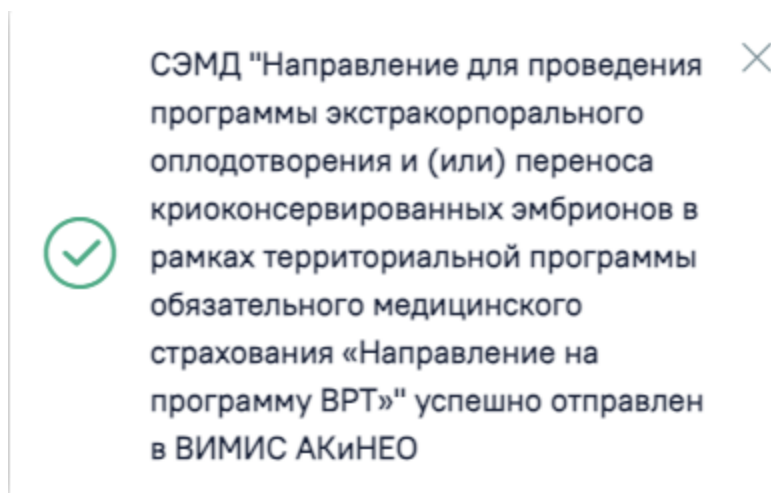 СЭМД "Направление для проведения
программы экстракорпорального
оплодотворения и (или) переноса
криоконсервированных эмбрионов в
рамках территориальной программы
обязательного медицинского
страхования «Направление на
программу ВРТ»" успешно отправлен
в ВИМИС АКиНЕО